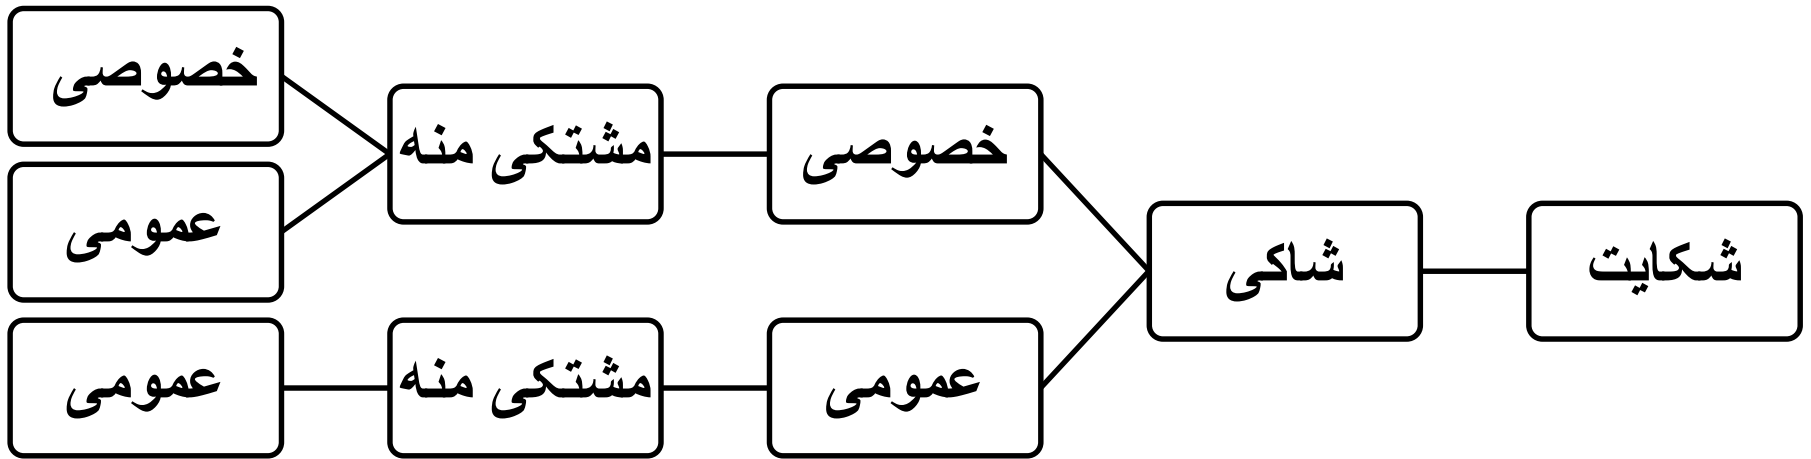 شکایت
شاکی
خصوصی
مشتکی منه
خصوصی
عمومی
عمومی
مشتکی منه
عمومی